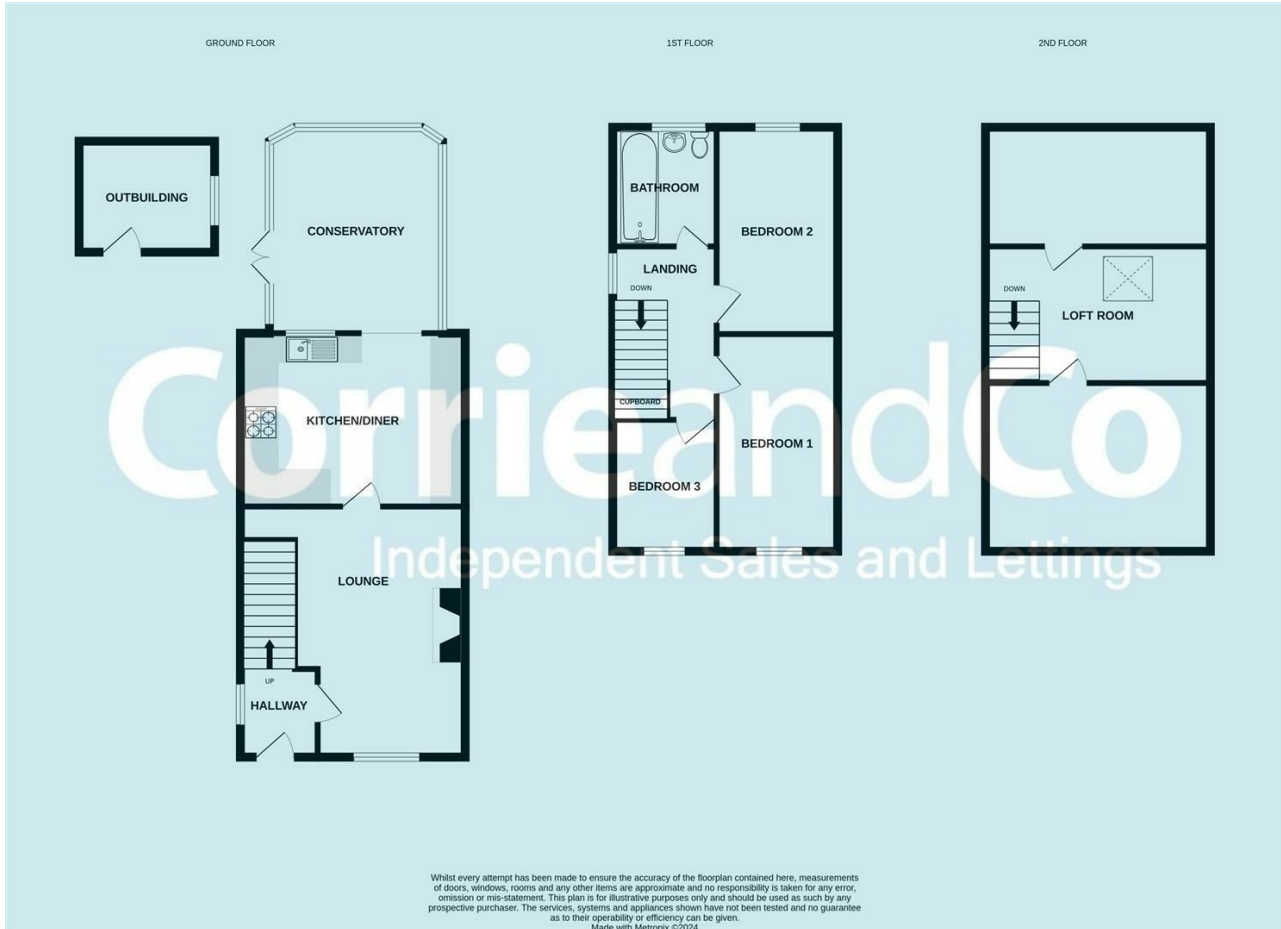 GROUND FLOOR
1ST FLOOR
2ND FLOOR
OUTBUILDING
CONSERVATORY
KITCHEN/DINER
LOUNGE
UP
HALLWAY
BATHROOM
BEDROOM 2
LANDING
DOWN
CUPBOARD
BEDROOM 1
BEDROOM 3
DOWN
LOFT ROOM
CorrieandCo
Independent Sales and Lettings
Whilst every attempt has been made to ensure the accuracy of the floorplan contained here, measurements
of doors, windows, rooms and any other items are approximate and no responsibility is taken for any error,
omission or mis-statement. This plan is for illustrative purposes only and should be used as such by any
prospective purchaser. The services, systems and appliances shown have not been tested and no guarantee
as to their operability or efficiency can be given.
Made with Metropix ©2024